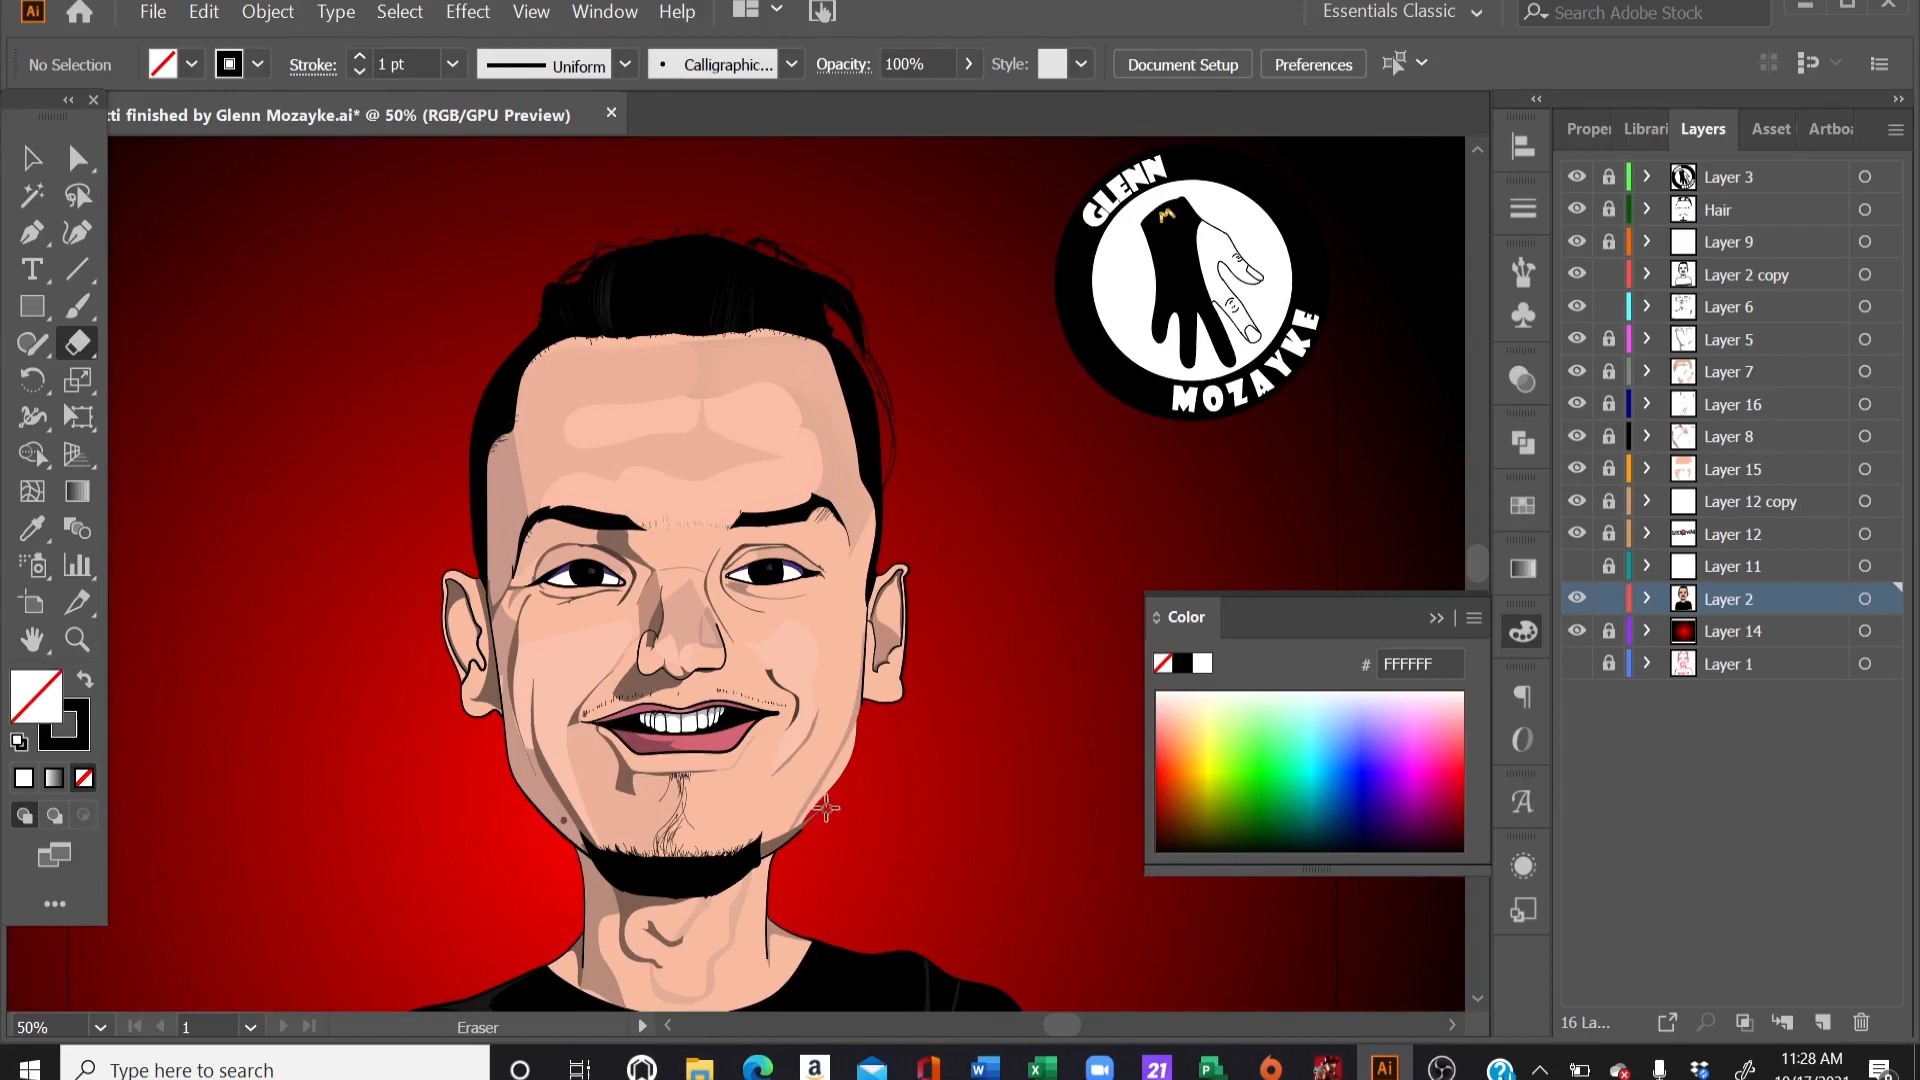 Ai File Edit Object Type Select Effect View Window Help Essentials Classic Search Adobe Stock
No Selection Stroke: 1 pt Uniform Calligraphic... Opacity: 100% Style: Document Setup Preferences
tti finished by Glenn Mozayke.ai* @ 50% (RGB/GPU Preview)
Proper Librari Layers Asset Artboa
GLENN
M
MOZAYKE
Layer 3
Hair
Layer 9
Layer 2 copy
Layer 6
Layer 5
Layer 7
Layer 16
Layer 8
Layer 15
Layer 12 copy
Layer 12
Layer 11
Layer 2
Layer 14
Layer 1
Color
# FFFFFF
50% 1 Eraser 16 La...
Type here to search
a W X 21 P Ai
11:28 AM